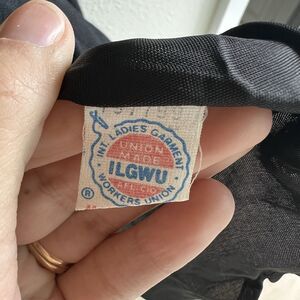 INT. LADIES GARMENT
WORKERS UNION
UNION
MADE
ILGWU
AFL-CIO
®